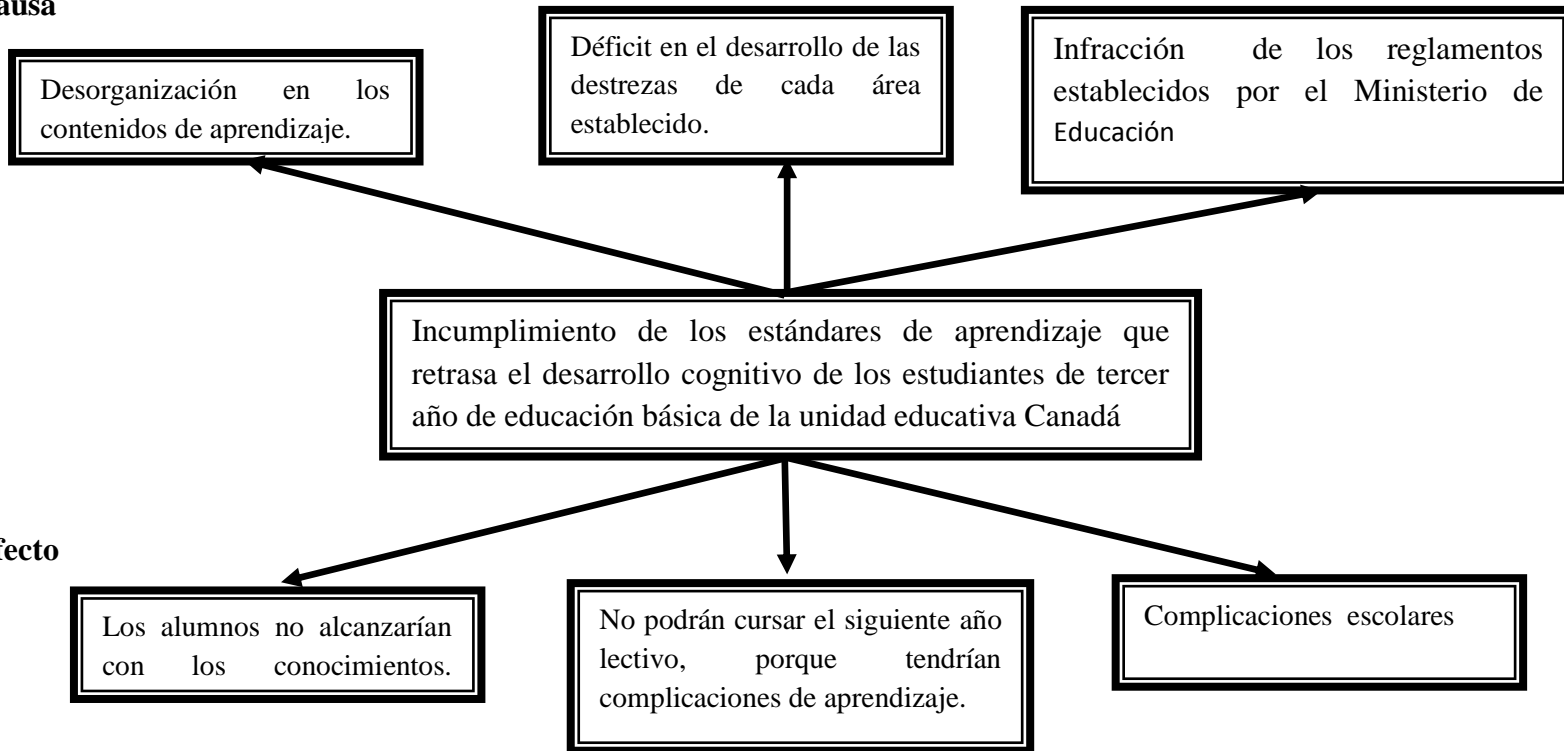 ausa
Desorganización en los
contenidos de aprendizaje.
Déficit en el desarrollo de las
destrezas de cada área
establecido.
Infracción de los reglamentos
establecidos por el Ministerio de
Educación
Incumplimiento de los estándares de aprendizaje que
retrasa el desarrollo cognitivo de los estudiantes de tercer
año de educación básica de la unidad educativa Canadá
fecto
Los alumnos no alcanzarían
con los conocimientos.
No podrán cursar el siguiente año
lectivo, porque tendrían
complicaciones de aprendizaje.
Complicaciones escolares